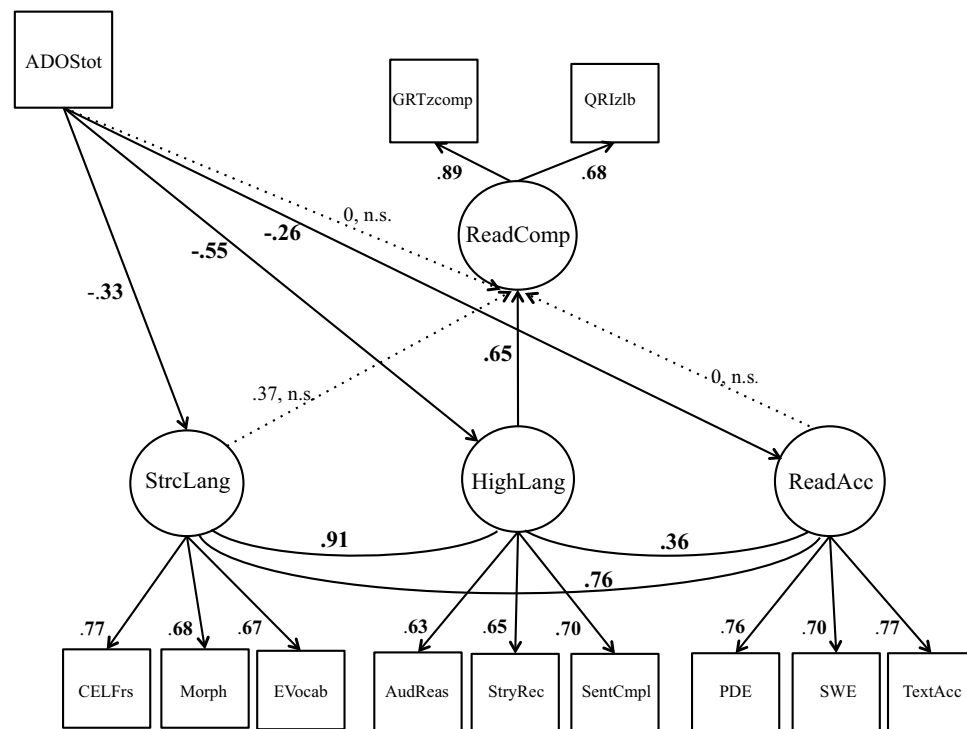 ADOStot
GRTzcomp
QRIzlb
.89
.68
ReadComp
0, n.s.
-.26
-.55
-.33
.65
.37, n.s.
0, n.s.
StrcLang
HighLang
ReadAcc
.91
.36
.76
.77
.68
.67
.63
.65
.70
.76
.70
.77
CELFrs
Morph
EVocab
AudReas
StryRec
SentCmpl
PDE
SWE
TextAcc